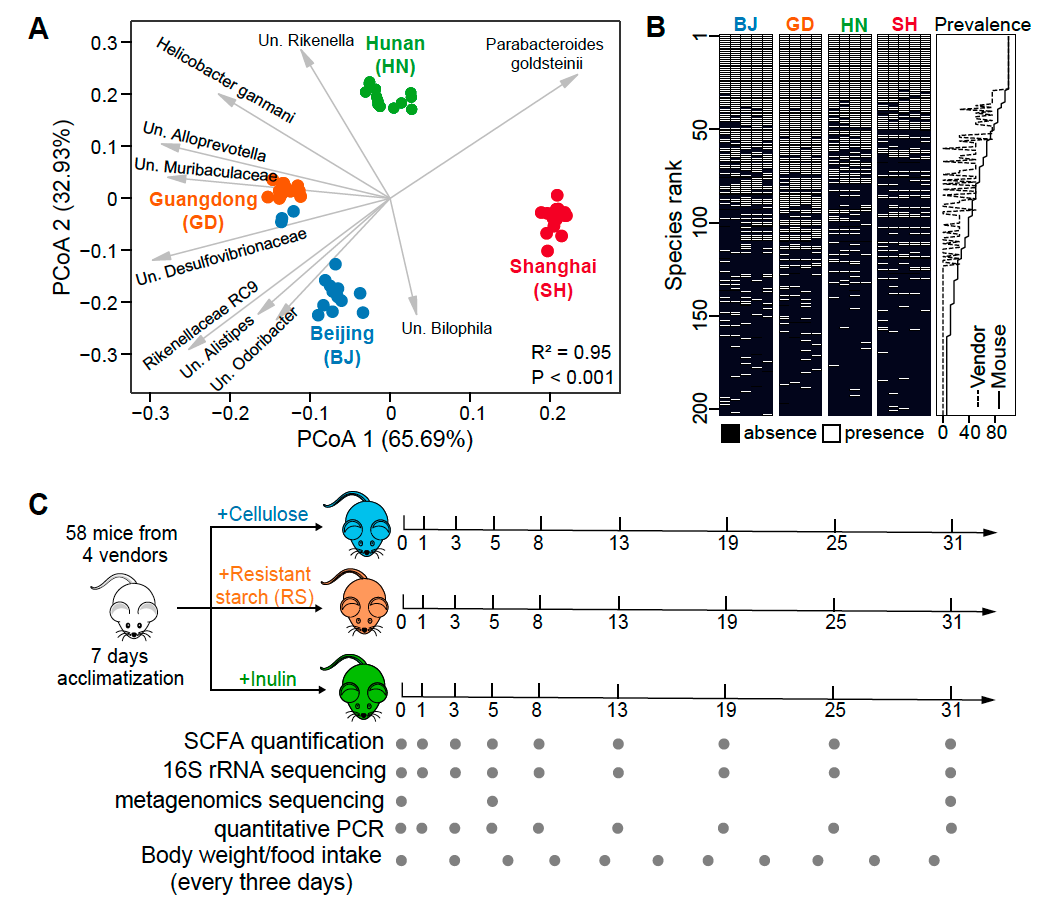 A
0.3
0.2
0.1
0
−0.1
−0.2
−0.3
PCoA 2 (32.93%)
−0.3
−0.2
−0.1
0
0.1
0.2
PCoA 1 (65.69%)
Un. Rikenella
Hunan
(HN)
Parabacteroides
goldsteinii
Helicobacter ganmani
Un. Alloprevotella
Un. Muribaculaceae
Guangdong
(GD)
Un. Desulfovibrionaceae
Rikenellaceae RC9
Un. Alistipes
Un. Odoribacter
Beijing
(BJ)
Un. Bilophila
Shanghai
(SH)
R² = 0.95
P < 0.001
B
BJ
GD
HN
SH
Prevalence
1
50
100
150
200
Species rank
Vendor
Mouse
0 40 80
absence
presence
C
58 mice from
4 vendors
7 days
acclimatization
+Cellulose
0 1 3 5 8 13 19 25 31
+Resistant
starch (RS)
0 1 3 5 8 13 19 25 31
+Inulin
0 1 3 5 8 13 19 25 31
SCFA quantification
16S rRNA sequencing
metagenomics sequencing
quantitative PCR
Body weight/food intake
(every three days)